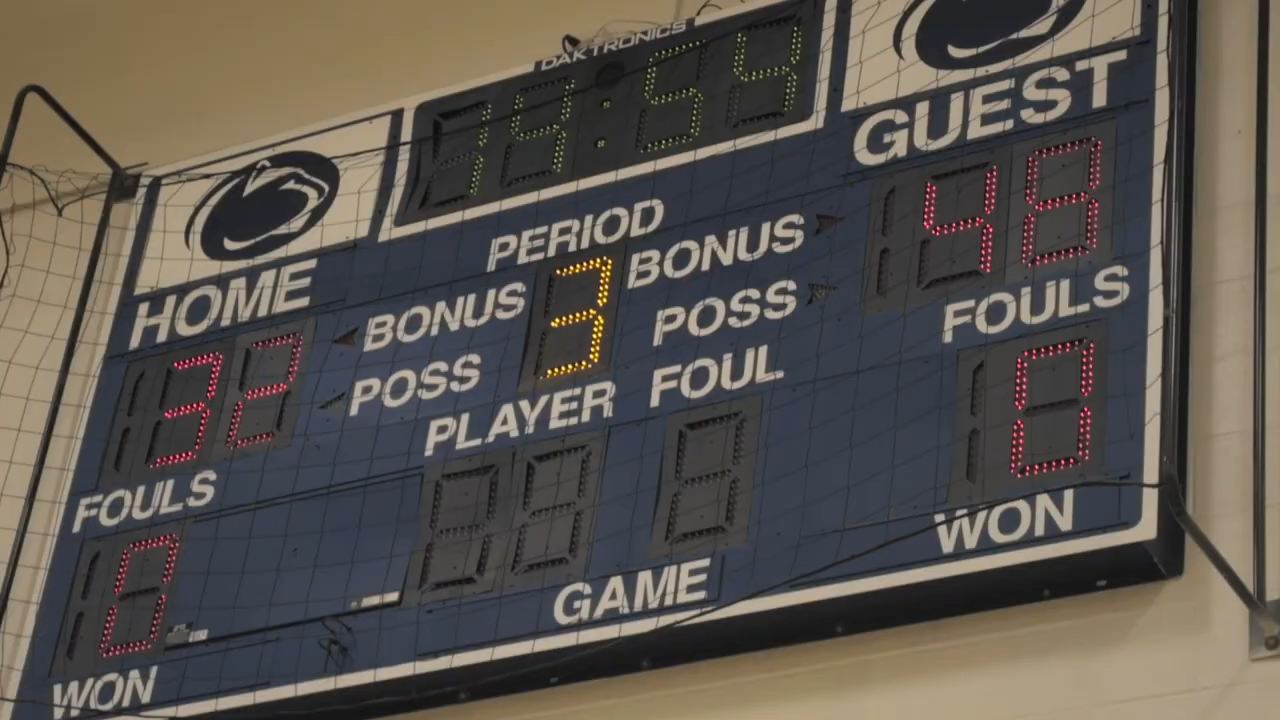 DAKTRONICS
GUEST
48
PERIOD
3
HOME
32
BONUS
BONUS
POSS
POSS
FOULS
0
PLAYER
FOUL
FOULS
0
WON
GAME
WON